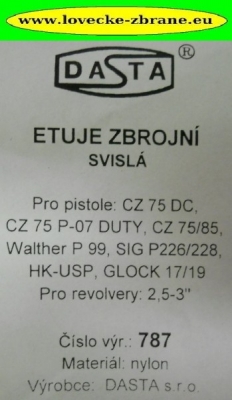 www.lovecke-zbrane.eu
DASTA®
ETUJE ZBROJNÍ
SVISLÁ
Pro pistole: CZ 75 DC,
CZ 75 P-07 DUTY, CZ 75/85,
Walther P 99, SIG P226/228,
HK-USP, GLOCK 17/19
Pro revolvery: 2,5-3"
Číslo výr.: 787
Materiál: nylon
Výrobce: DASTA s.r.o.